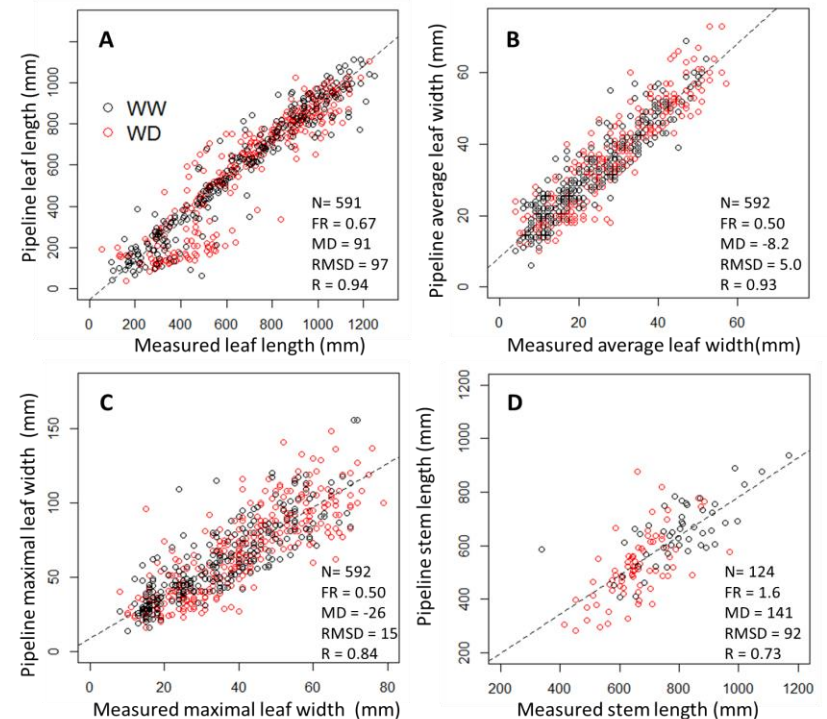 A
Pipeline leaf length (mm)
1000
800
600
400
200
0
WW
WD
N= 591
FR = 0.67
MD = 91
RMSD = 97
R = 0.94
0 200 400 600 800 1000 1200
Measured leaf length (mm)
B
Pipeline average leaf width (mm)
60
40
20
0
N= 592
FR = 0.50
MD = -8.2
RMSD = 5.0
R = 0.93
0 20 40 60
Measured average leaf width(mm)
C
Pipeline maximal leaf width (mm)
150
100
50
0
N= 592
FR = 0.50
MD = -26
RMSD = 15
R = 0.84
0 20 40 60 80
Measured maximal leaf width (mm)
D
Pipeline stem length (mm)
1200
1000
800
600
400
200
N= 124
FR = 1.6
MD = 141
RMSD = 92
R = 0.73
200 400 600 800 1000 1200
Measured stem length (mm)